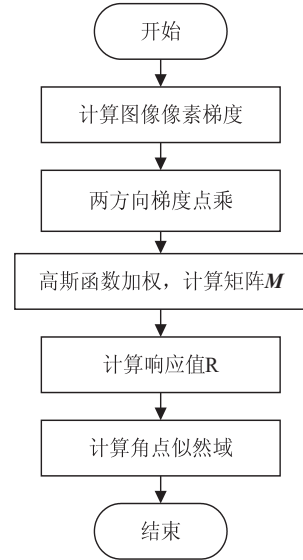 开始
计算图像像素梯度
两方向梯度点乘
高斯函数加权，计算矩阵M
计算响应值R
计算角点似然域
结束